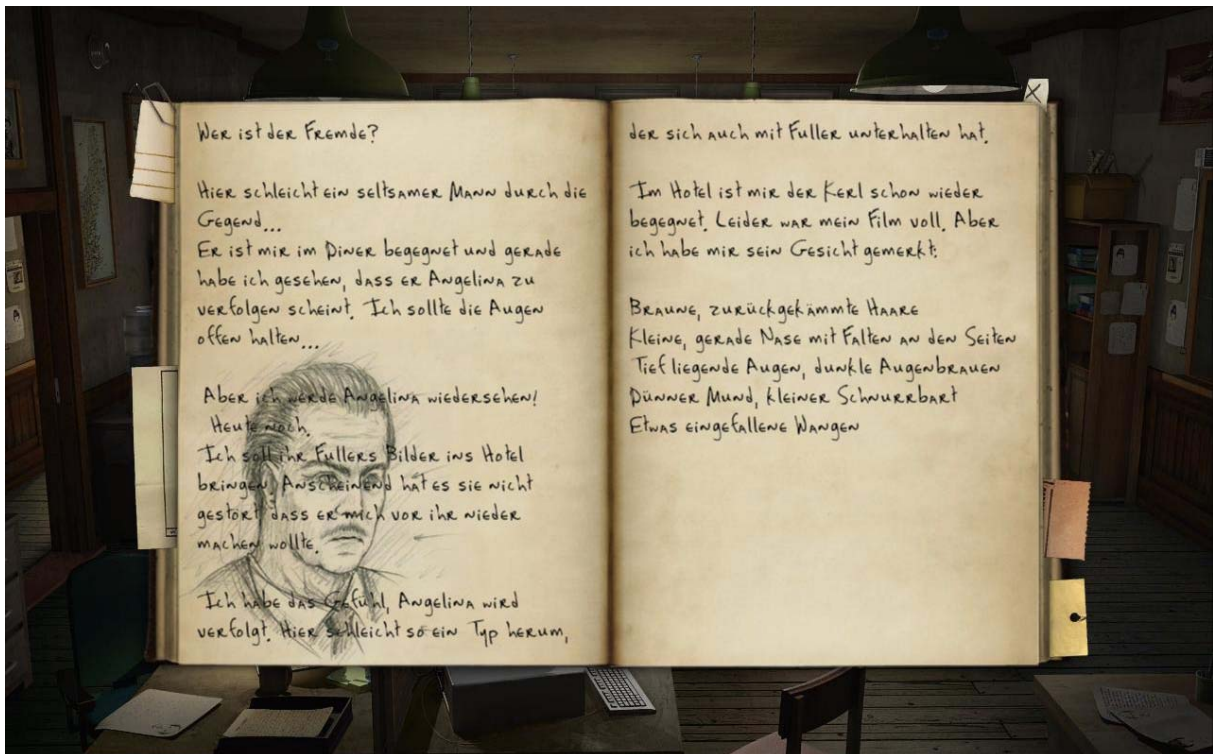 Wer ist der Fremde?
Hier schleicht ein seltsamer Mann durch die
Gegend...
Er ist mir im Diner begegnet und gerade
habe ich gesehen, dass er Angelina zu
verfolgen scheint. Ich sollte die Augen
offen halten...
Aber ich werde Angelina wiedersehen!
Heute noch.
Ich soll ihr Fullers Bilder ins Hotel
bringen. Anscheinend hat es sie nicht
gestört dass er mich vor ihr nieder
machen wollte.
Ich habe das Gefühl, Angelina wird
verfolgt. Hier schleicht so ein Typ herum,
der sich auch mit Fuller unterhalten hat.
Im Hotel ist mir der Kerl schon wieder
begegnet. Leider war mein Film voll. Aber
ich habe mir sein Gesicht gemerkt:
Braune, zurückgekämmte Haare
Kleine, gerade Nase mit Falten an den Seiten
Tief liegende Augen, dunkle Augenbrauen
Dünner Mund, kleiner Schnurrbart
Etwas eingefallene Wangen